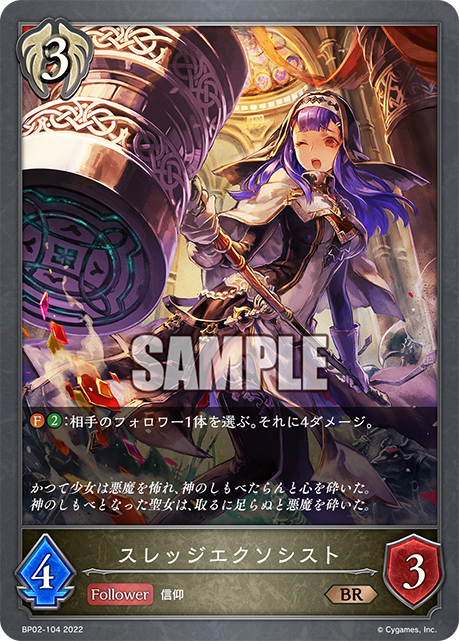 3
SAMPLE
F 2:相手のフォロワー1体を選ぶ。それに4ダメージ。
かつて少女は悪魔を怖れ、神のしもべたらんと心を砕いた。
神のしもべとなった聖女は、取るに足らぬと悪魔を砕いた。
スレッジエクソシスト
4
Follower 信仰
BR
3
BP02-104 2022
© Cygames, Inc.